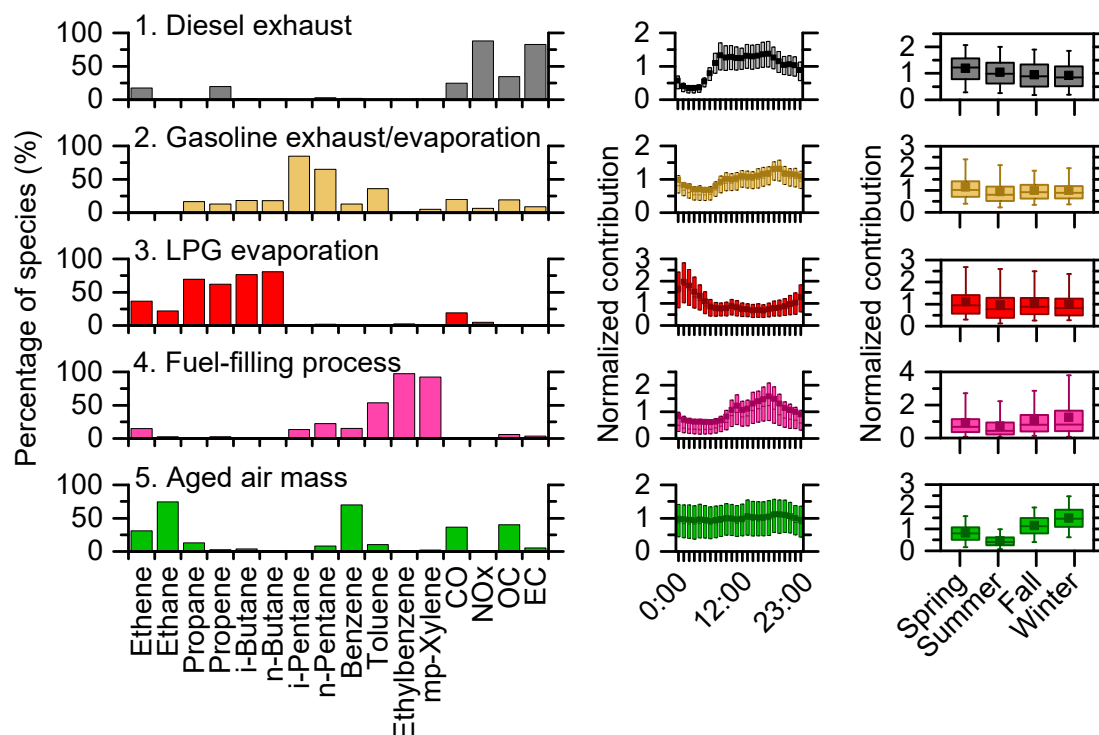 Percentage of species (%)
1. Diesel exhaust
100
50
0
2. Gasoline exhaust/evaporation
100
50
0
3. LPG evaporation
100
50
0
4. Fuel-filling process
100
50
0
5. Aged air mass
100
50
0
Ethene
Ethane
Propane
Propene
i-Butane
n-Butane
i-Pentane
n-Pentane
Benzene
Toluene
Ethylbenzene
mp-Xylene
CO
NOx
OC
EC
Normalized contribution
2
1
0
2
1
0
3
2
1
0
2
1
0
2
1
0
0:00
12:00
23:00
Normalized contribution
2
1
0
3
2
1
0
3
2
1
0
4
2
0
3
2
1
0
Spring
Summer
Fall
Winter